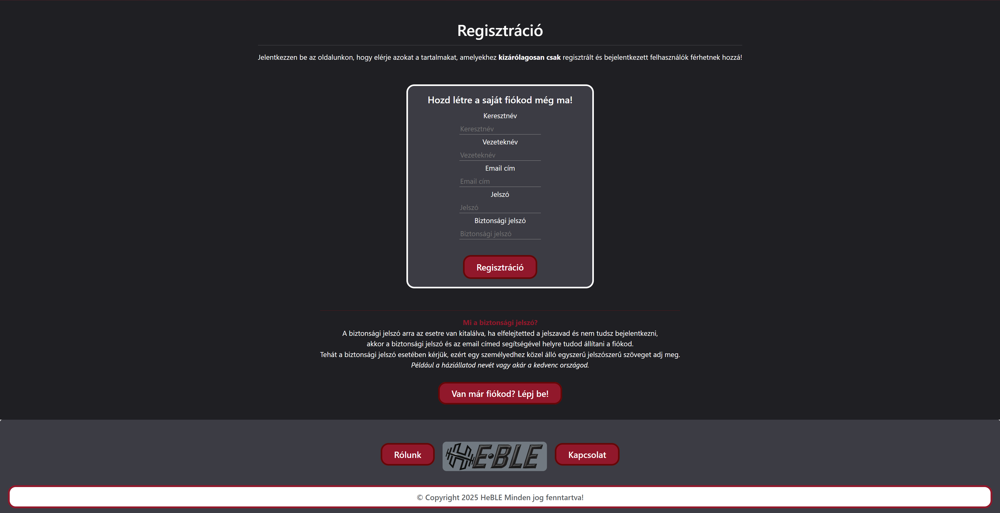 Regisztráció
Jelentkezzen be az oldalunkon, hogy elérje azokat a tartalmakat, amelyekhez kizárólagosan csak regisztrált és bejelentkezett felhasználók férhetnek hozzá!
Hozd létre a saját fiókod még ma!
Keresztnév
Keresztnév
Vezeteknév
Vezeteknév
Email cím
Email cím
Jelszó
Jelszó
Biztonsági jelszó
Biztonsági jelszó
Regisztráció
Mi a biztonsági jelszó?
A biztonsági jelszó arra az esetre van kitalálva, ha elfelejtetted a jelszavad és nem tudsz bejelentkezni,
akkor a biztonsági jelszó és az email címed segítségével helyre tudod állítani a fiókod.
Tehát a biztonsági jelszó esetében kérjük, ezért egy személyedhez közel álló egyszerű jelszószerű szöveget adj meg.
Például a háziállatod nevét vagy akár a kedvenc országod.
Van már fiókod? Lépj be!
Rólunk
HE·BLE
Kapcsolat
© Copyright 2025 HeBLE Minden jog fenntartva!